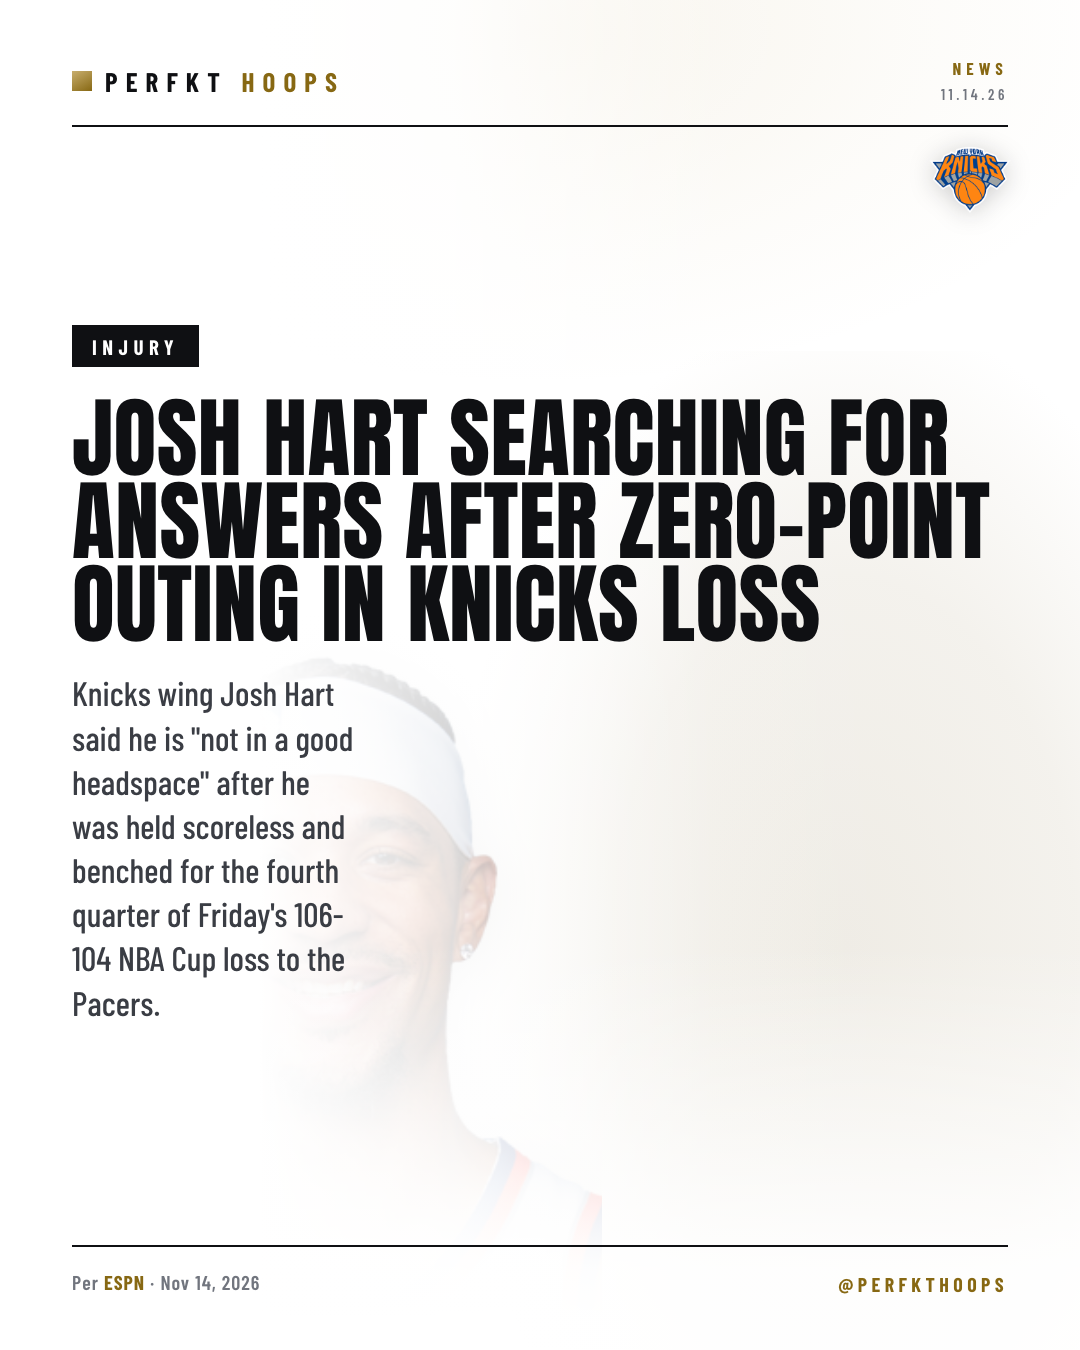 PERFKT HOOPS
NEWS
11.14.26
NEW YORK
KNICKS
INJURY
JOSH HART SEARCHING FOR
ANSWERS AFTER ZERO-POINT
OUTING IN KNICKS LOSS
Knicks wing Josh Hart
said he is "not in a good
headspace" after he
was held scoreless and
benched for the fourth
quarter of Friday's 106-
104 NBA Cup loss to the
Pacers.
Per ESPN · Nov 14, 2026
@PERFKTHOOPS